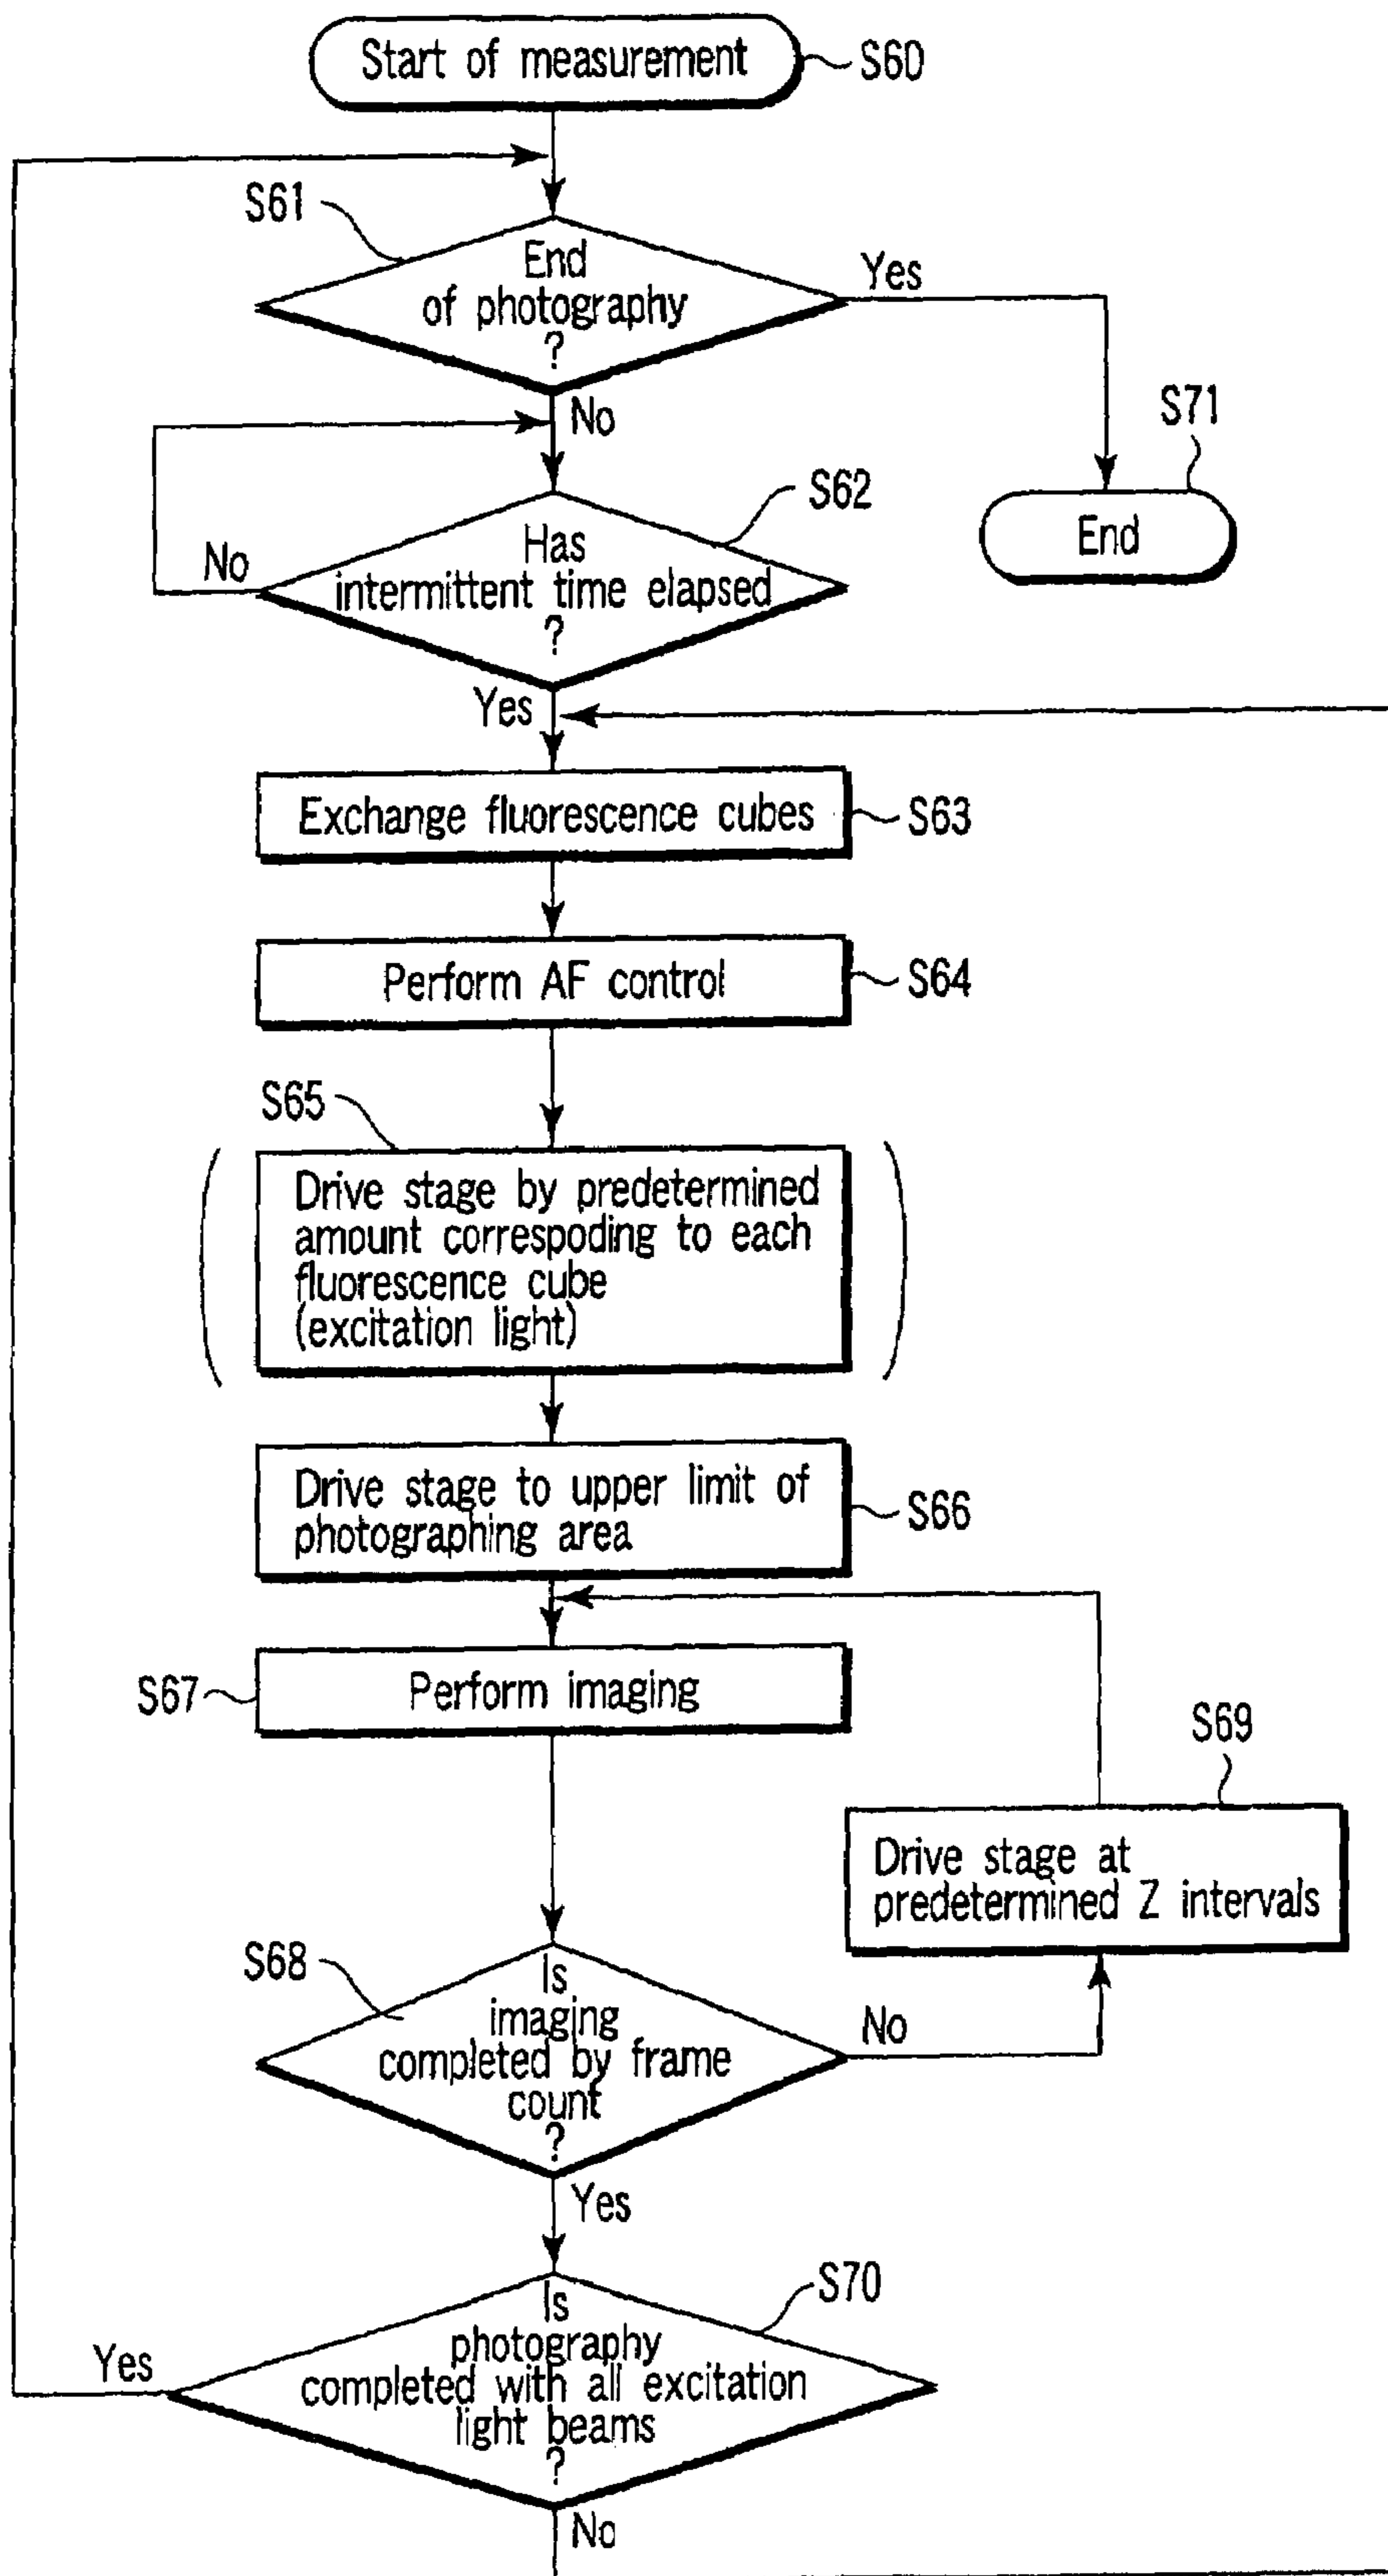 Start of measurement
S60
S61
End
of photography
?
Yes
No
S71
End
S62
Has
intermittent time elapsed
?
No
Yes
Exchange fluorescence cubes
S63
Perform AF control
S64
S65
Drive stage by predetermined
amount correspoding to each
fluorescence cube
(excitation light)
Drive stage to upper limit of
photographing area
S66
S67
Perform imaging
S69
Drive stage at
predetermined Z intervals
S68
Is
imaging
completed by frame
count
?
No
Yes
S70
Is
photography
completed with all excitation
light beams
?
Yes
No